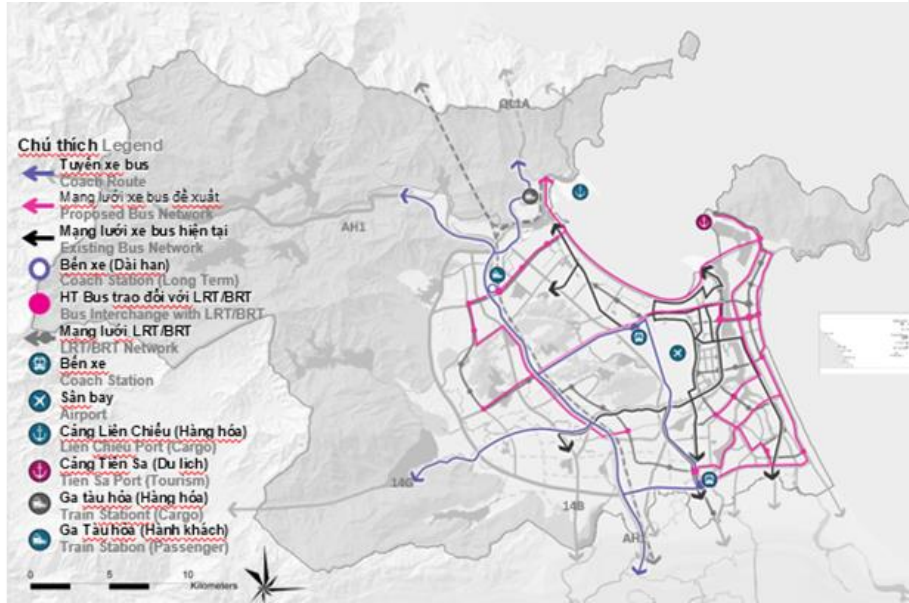 QL1A
Chú thích Legend
Tuyến xe bus
Coach Route
Mạng lưới xe bus đề xuất
Proposed Bus Network
AH1
Mạng lưới xe bus hiện tại
Existing Bus Network
Bến xe (Dài hạn)
Coach Station (Long Term)
HT Bus trao đổi với LRT/BRT
Bus Interchange with LRT/BRT
Mạng lưới LRT/BRT
LRT/BRT Network
Bến xe
Coach Station
Sân bay
Airport
Cảng Liên Chiểu (Hàng hóa)
Lien Chieu Port (Cargo)
Cảng Tiên Sa (Du lich)
Tien Sa Port (Tourism)
Ga tàu hỏa (Hàng hóa)
Train Stationt (Cargo)
Ga Tàu hỏa (Hành khách)
Train Station (Passenger)
14G
14B
0 5 10
Kilometers